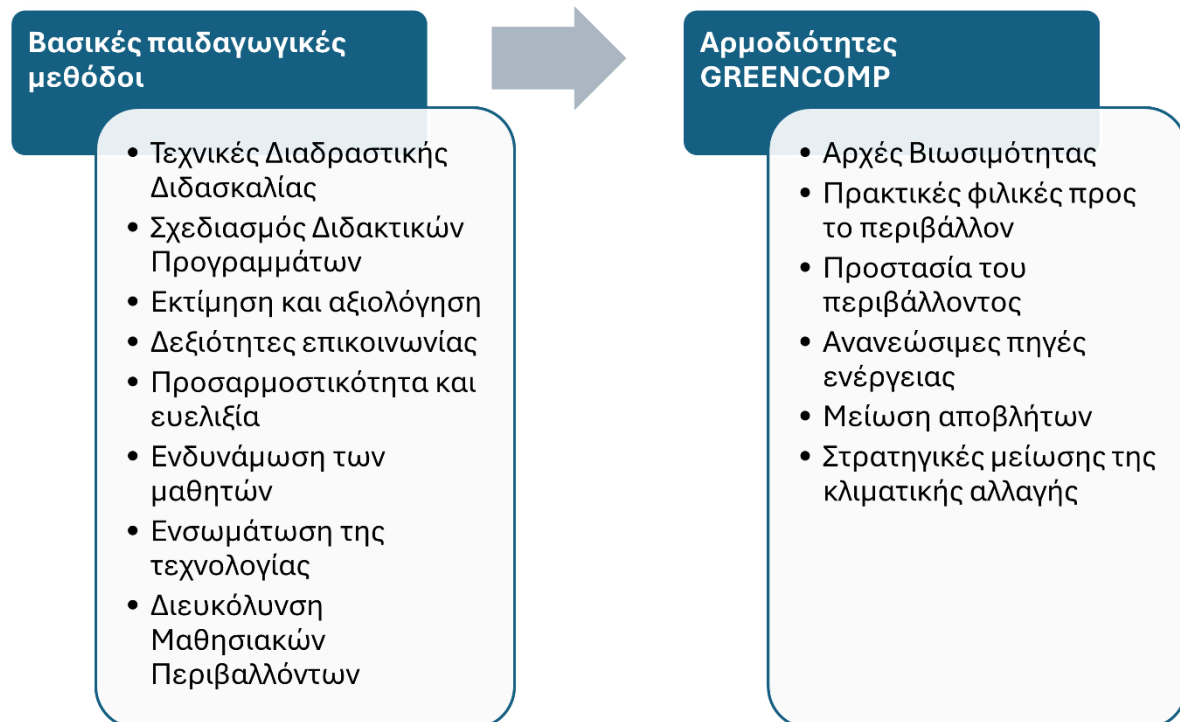 Βασικές παιδαγωγικές
μεθόδοι
• Τεχνικές Διαδραστικής
Διδασκαλίας
• Σχεδιασμός Διδακτικών
Προγραμμάτων
• Εκτίμηση και αξιολόγηση
• Δεξιότητες επικοινωνίας
• Προσαρμοστικότητα και
ευελιξία
• Ενδυνάμωση των
μαθητών
• Ενσωμάτωση της
τεχνολογίας
• Διευκόλυνση
Μαθησιακών
Περιβαλλόντων
Αρμοδιότητες
GREENCOMP
• Αρχές Βιωσιμότητας
• Πρακτικές φιλικές προς
το περιβάλλον
• Προστασία του
περιβάλλοντος
• Ανανεώσιμες πηγές
ενέργειας
• Μείωση αποβλήτων
• Στρατηγικές μείωσης της
κλιματικής αλλαγής